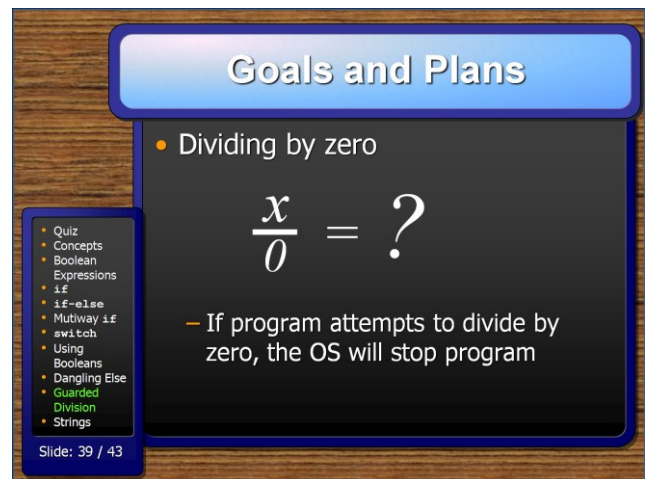 Goals and Plans
• Dividing by zero
x
0
= ?
– If program attempts to divide by
zero, the OS will stop program
• Quiz
• Concepts
• Boolean
Expressions
• if
• if-else
• Mutiway if
• switch
• Using
Booleans
• Dangling Else
• Guarded
Division
• Strings
Slide: 39 / 43